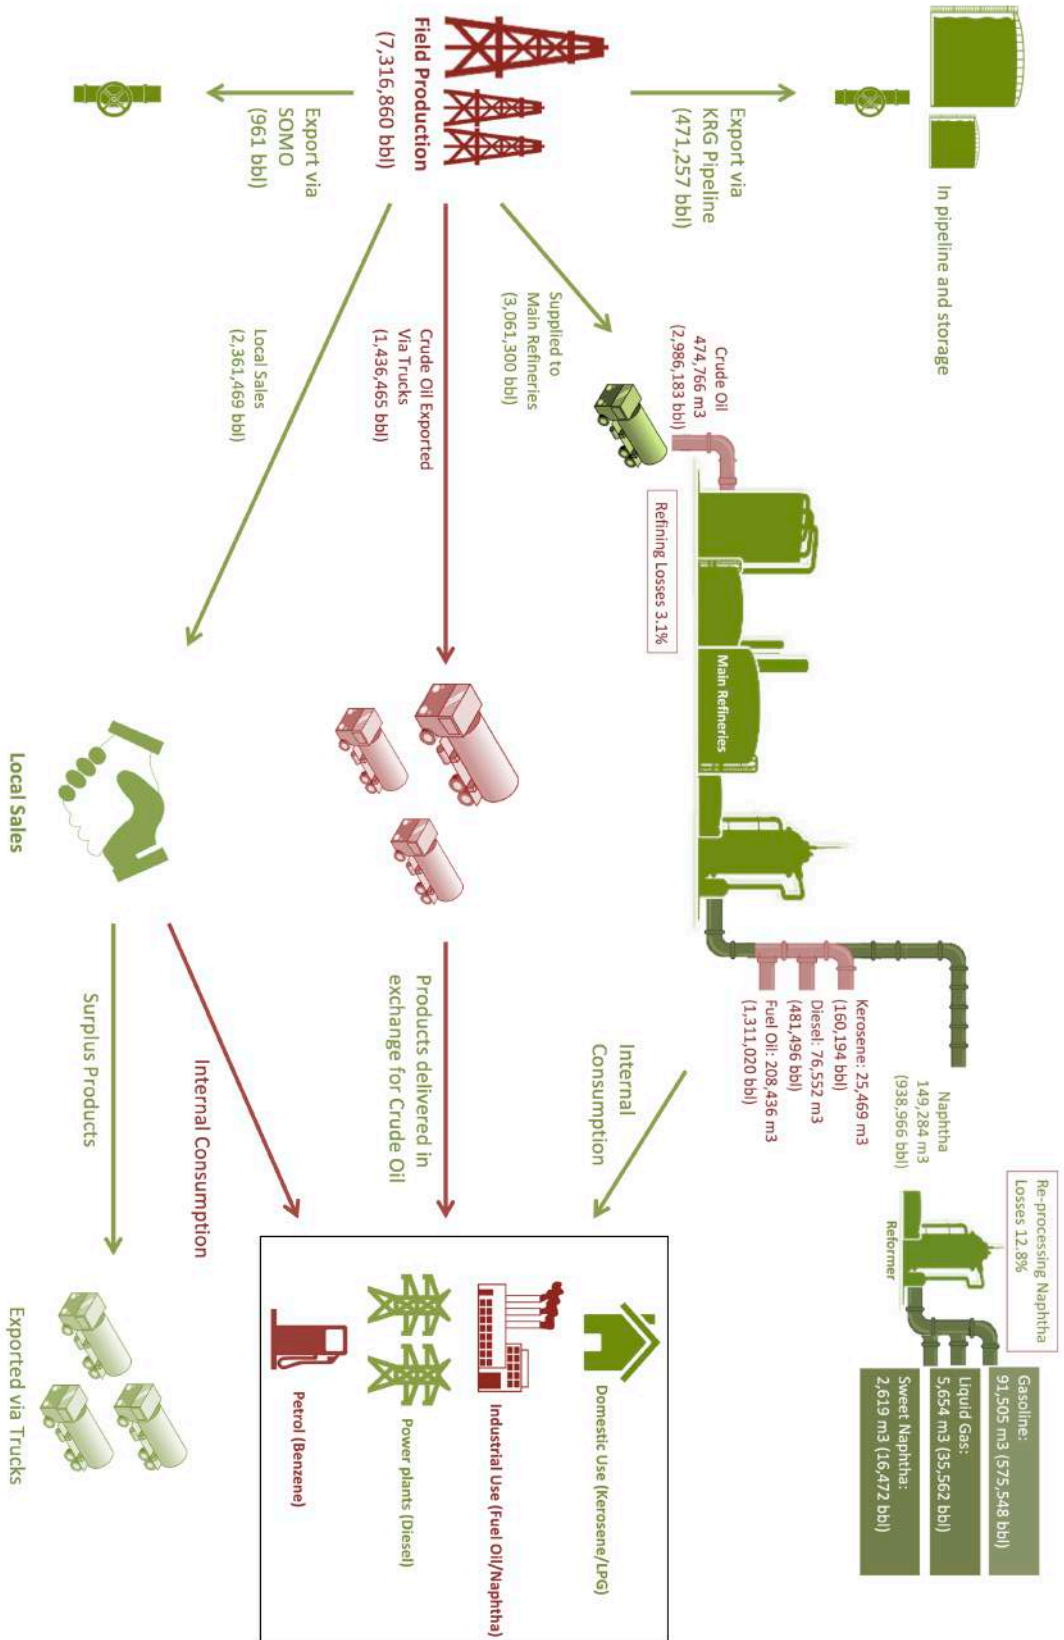 In pipeline and storage
Export via
KRG Pipeline
(471,257 bbl)
Field Production
(7,316,860 bbl)
Export via
SOMO
(961 bbl)
Supplied to
Main Refineries
(3,061,300 bbl)
Crude Oil Exported
Via Trucks
(1,436,465 bbl)
Local Sales
(2,361,469 bbl)
Crude Oil
474,766 m3
(2,986,183 bbl)
Refining Losses 3.1%
Main Refineries
Naphtha
149,284 m3
(938,966 bbl)
Kerosene: 25,469 m3
(160,194 bbl)
Diesel: 76,552 m3
(481,496 bbl)
Fuel Oil: 208,436 m3
(1,311,020 bbl)
Re-processing Naphtha
Losses 12.8%
Reformer
Gasoline:
91,505 m3 (575,548 bbl)
Liquid Gas:
5,654 m3 (35,562 bbl)
Sweet Naphtha:
2,619 m3 (16,472 bbl)
Internal
Consumption
Products delivered in
exchange for Crude Oil
Internal Consumption
Surplus Products
Local Sales
Domestic Use (Kerosene/LPG)
Industrial Use (Fuel Oil/Naphtha)
Power plants (Diesel)
Petrol (Benzene)
Exported via Trucks